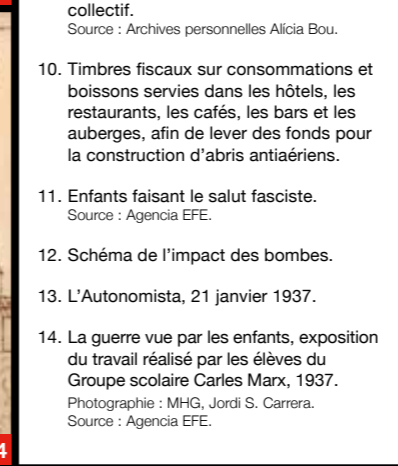 collectif.
Source : Archives personnelles Alícia Bou.
10. Timbres fiscaux sur consommations et
boissons servies dans les hôtels, les
restaurants, les cafés, les bars et les
auberges, afin de lever des fonds pour
la construction d'abris antiaériens.
11. Enfants faisant le salut fasciste.
Source : Agencia EFE.
12. Schéma de l'impact des bombes.
13. L'Autonomista, 21 janvier 1937.
14. La guerre vue par les enfants, exposition
du travail réalisé par les élèves du
Groupe scolaire Carles Marx, 1937.
Photographie : MHG, Jordi S. Carrera.
Source : Agencia EFE.
4